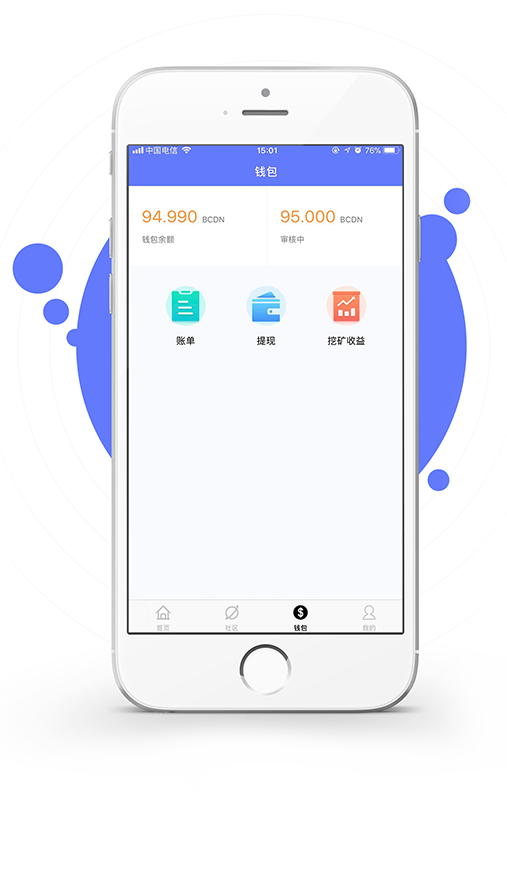 中国电信 15:01 76%
钱包
94.990 BCDN 95.000 BCDN
钱包余额 审核中
账单 提现 挖矿收益
首页 社区 钱包 我的